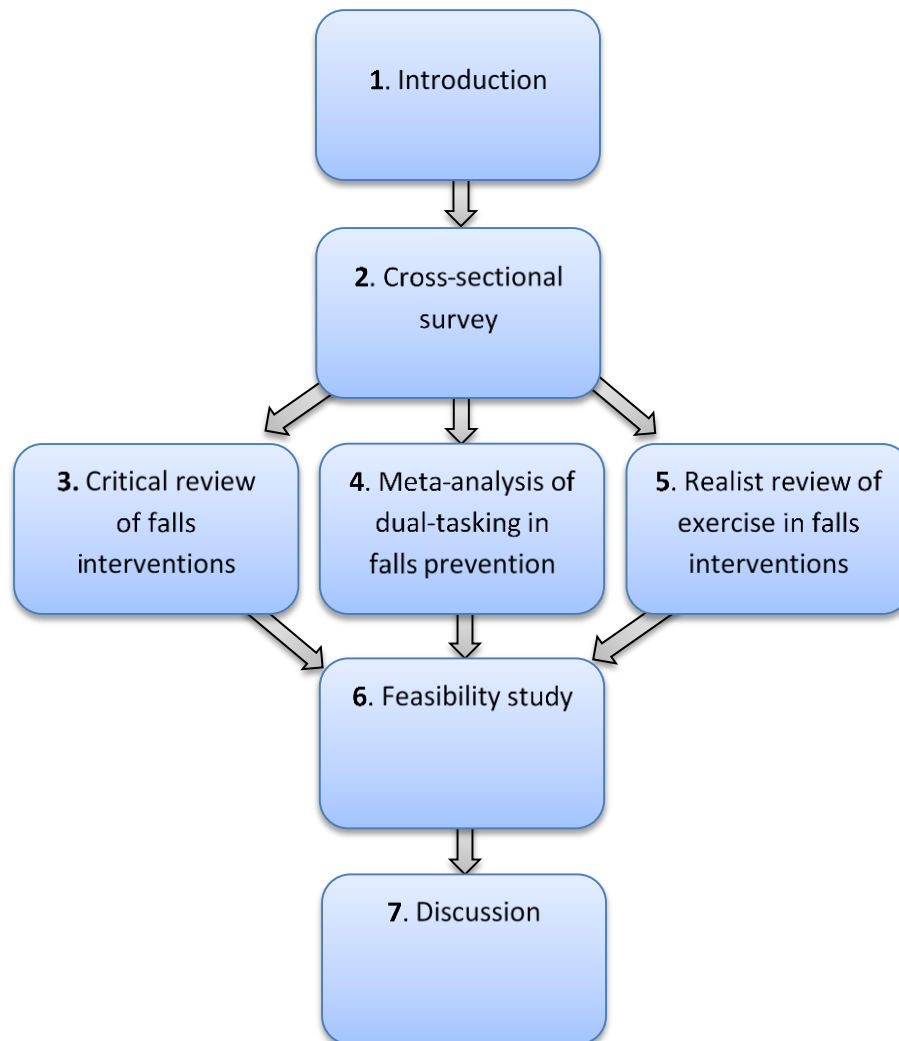 1. Introduction
2. Cross-sectional
survey
3. Critical review
of falls
interventions
4. Meta-analysis of
dual-tasking in
falls prevention
5. Realist review of
exercise in falls
interventions
6. Feasibility study
7. Discussion